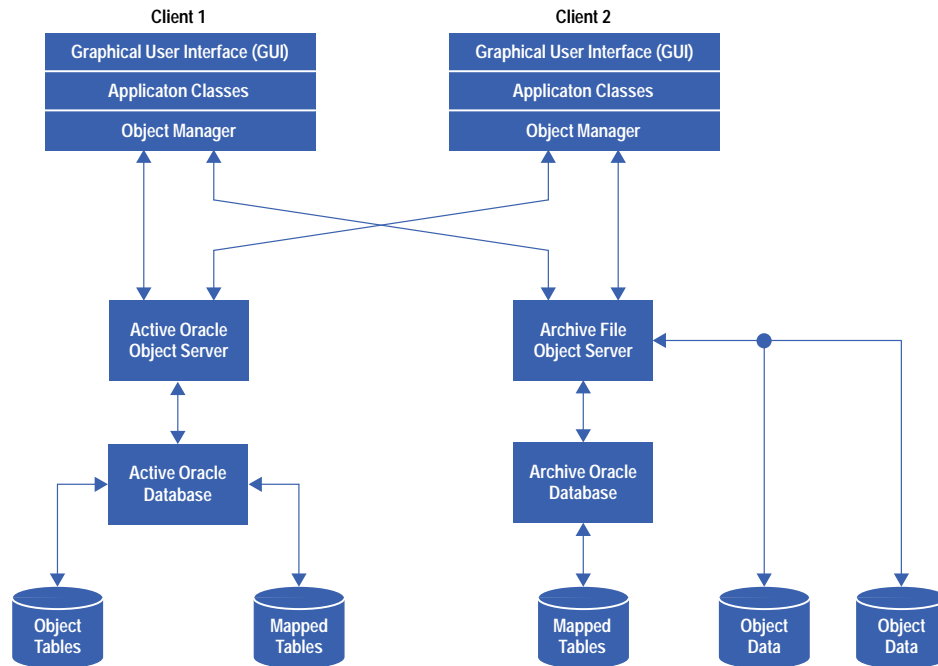 Client 1
Client 2
Graphical User Interface (GUI)
Applicaton Classes
Object Manager
Graphical User Interface (GUI)
Applicaton Classes
Object Manager
Active Oracle
Object Server
Archive File
Object Server
Active Oracle
Database
Archive Oracle
Database
Object
Tables
Mapped
Tables
Mapped
Tables
Object
Data
Object
Data